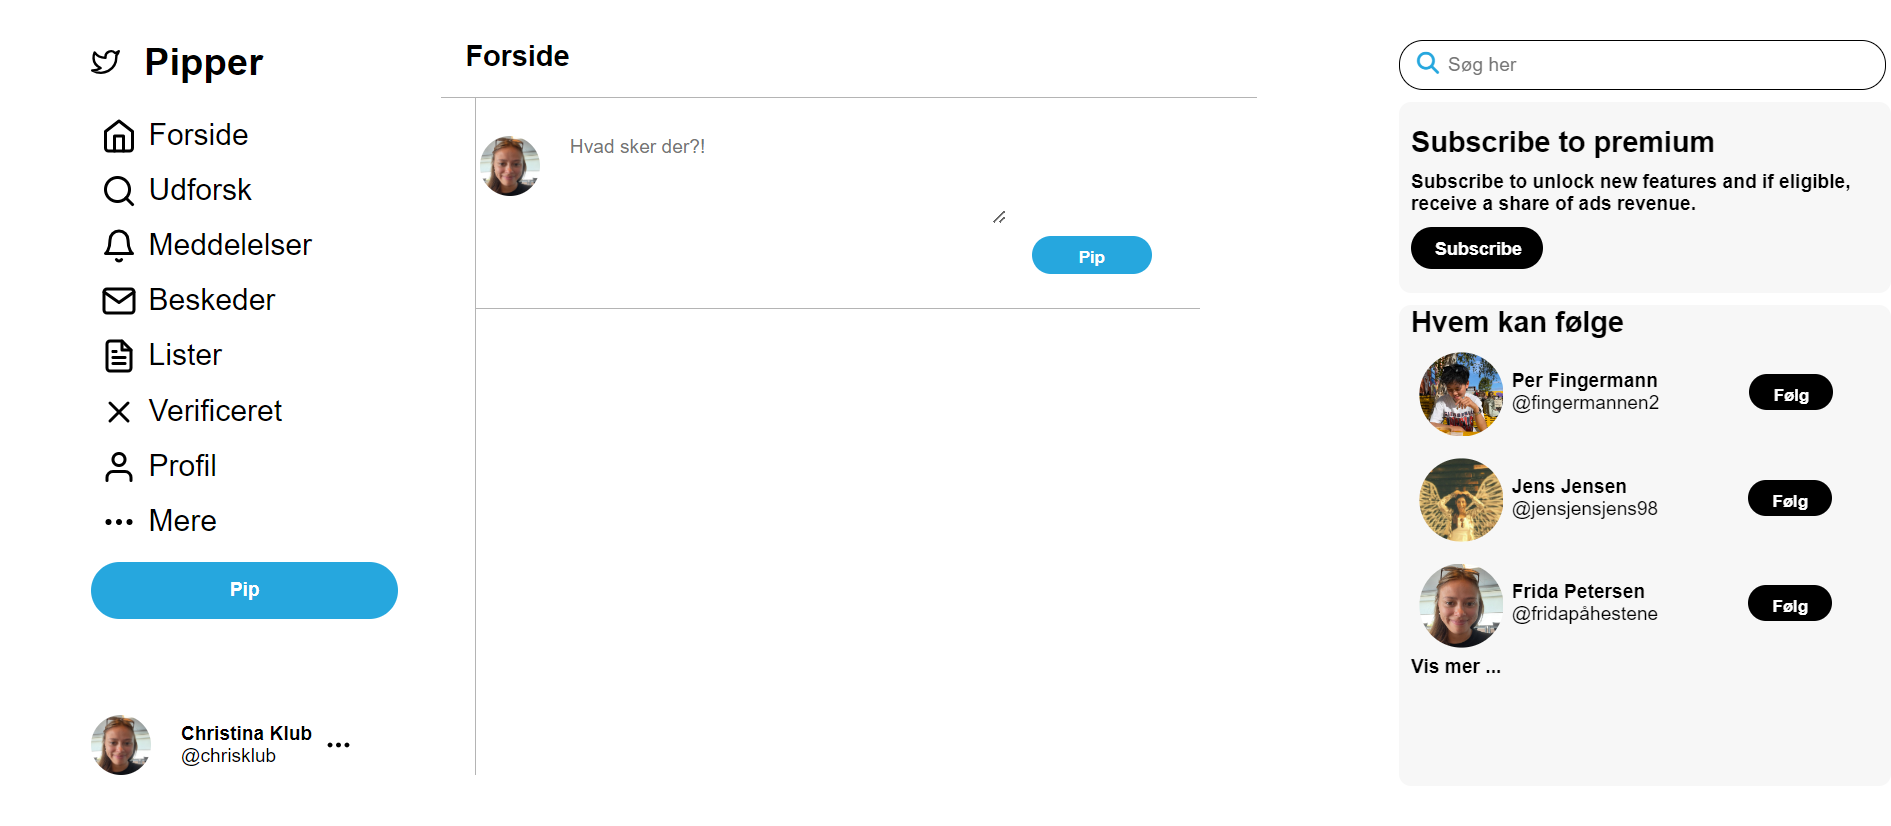 Pipper
Forside
Udforsk
Meddelelser
Beskeder
Lister
Verificeret
Profil
Mere
Pip
Christina Klub
@chrisklub
Forside
Hvad sker der?!
Pip
Søg her
Subscribe to premium
Subscribe to unlock new features and if eligible,
receive a share of ads revenue.
Subscribe
Hvem kan følge
Per Fingermann
@fingermannen2
Følg
Jens Jensen
@jensjensjens98
Følg
Frida Petersen
@fridapåhestene
Følg
Vis mer ...